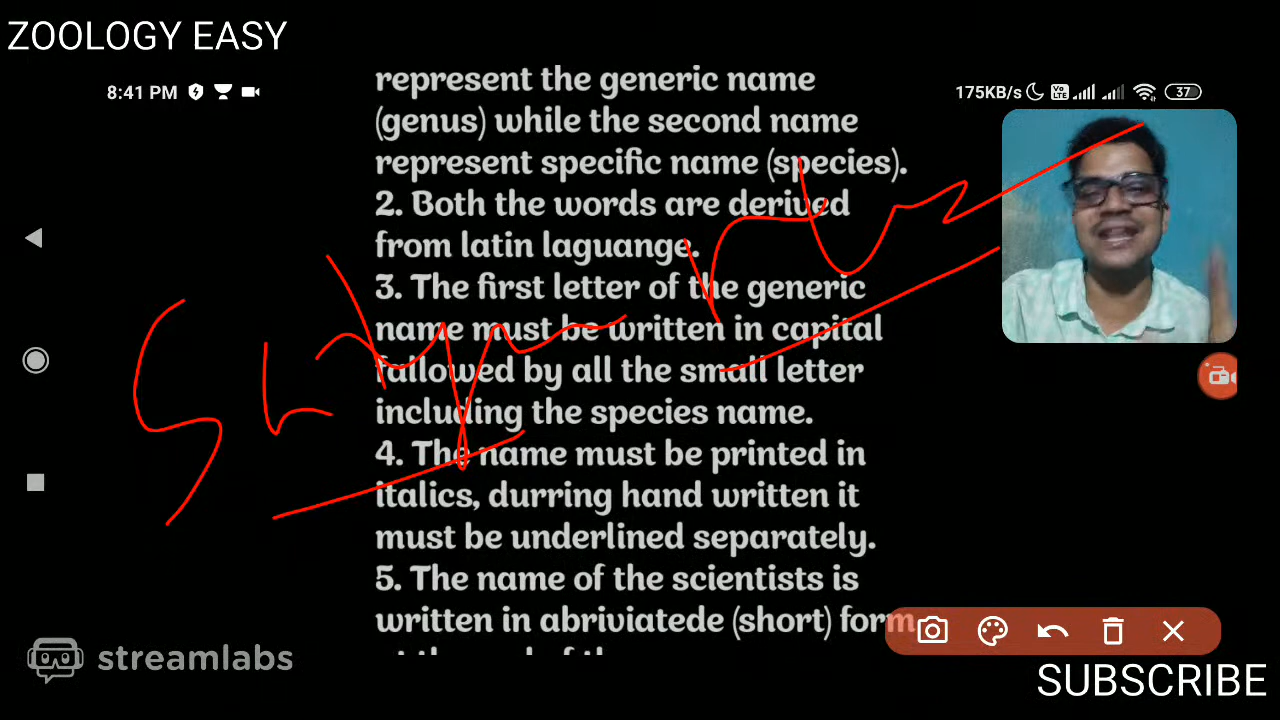 ZOOLOGY EASY
8:41 PM
175KB/s Vo LTE 37
represent the generic name
(genus) while the second name
represent specific name (species).
2. Both the words are derived
from latin laguange.
3. The first letter of the generic
name must be written in capital
fallowed by all the small letter
including the species name.
4. The name must be printed in
italics, durring hand written it
must be underlined separately.
5. The name of the scientists is
written in abriviatede (short) form
streamlabs
SUBSCRIBE